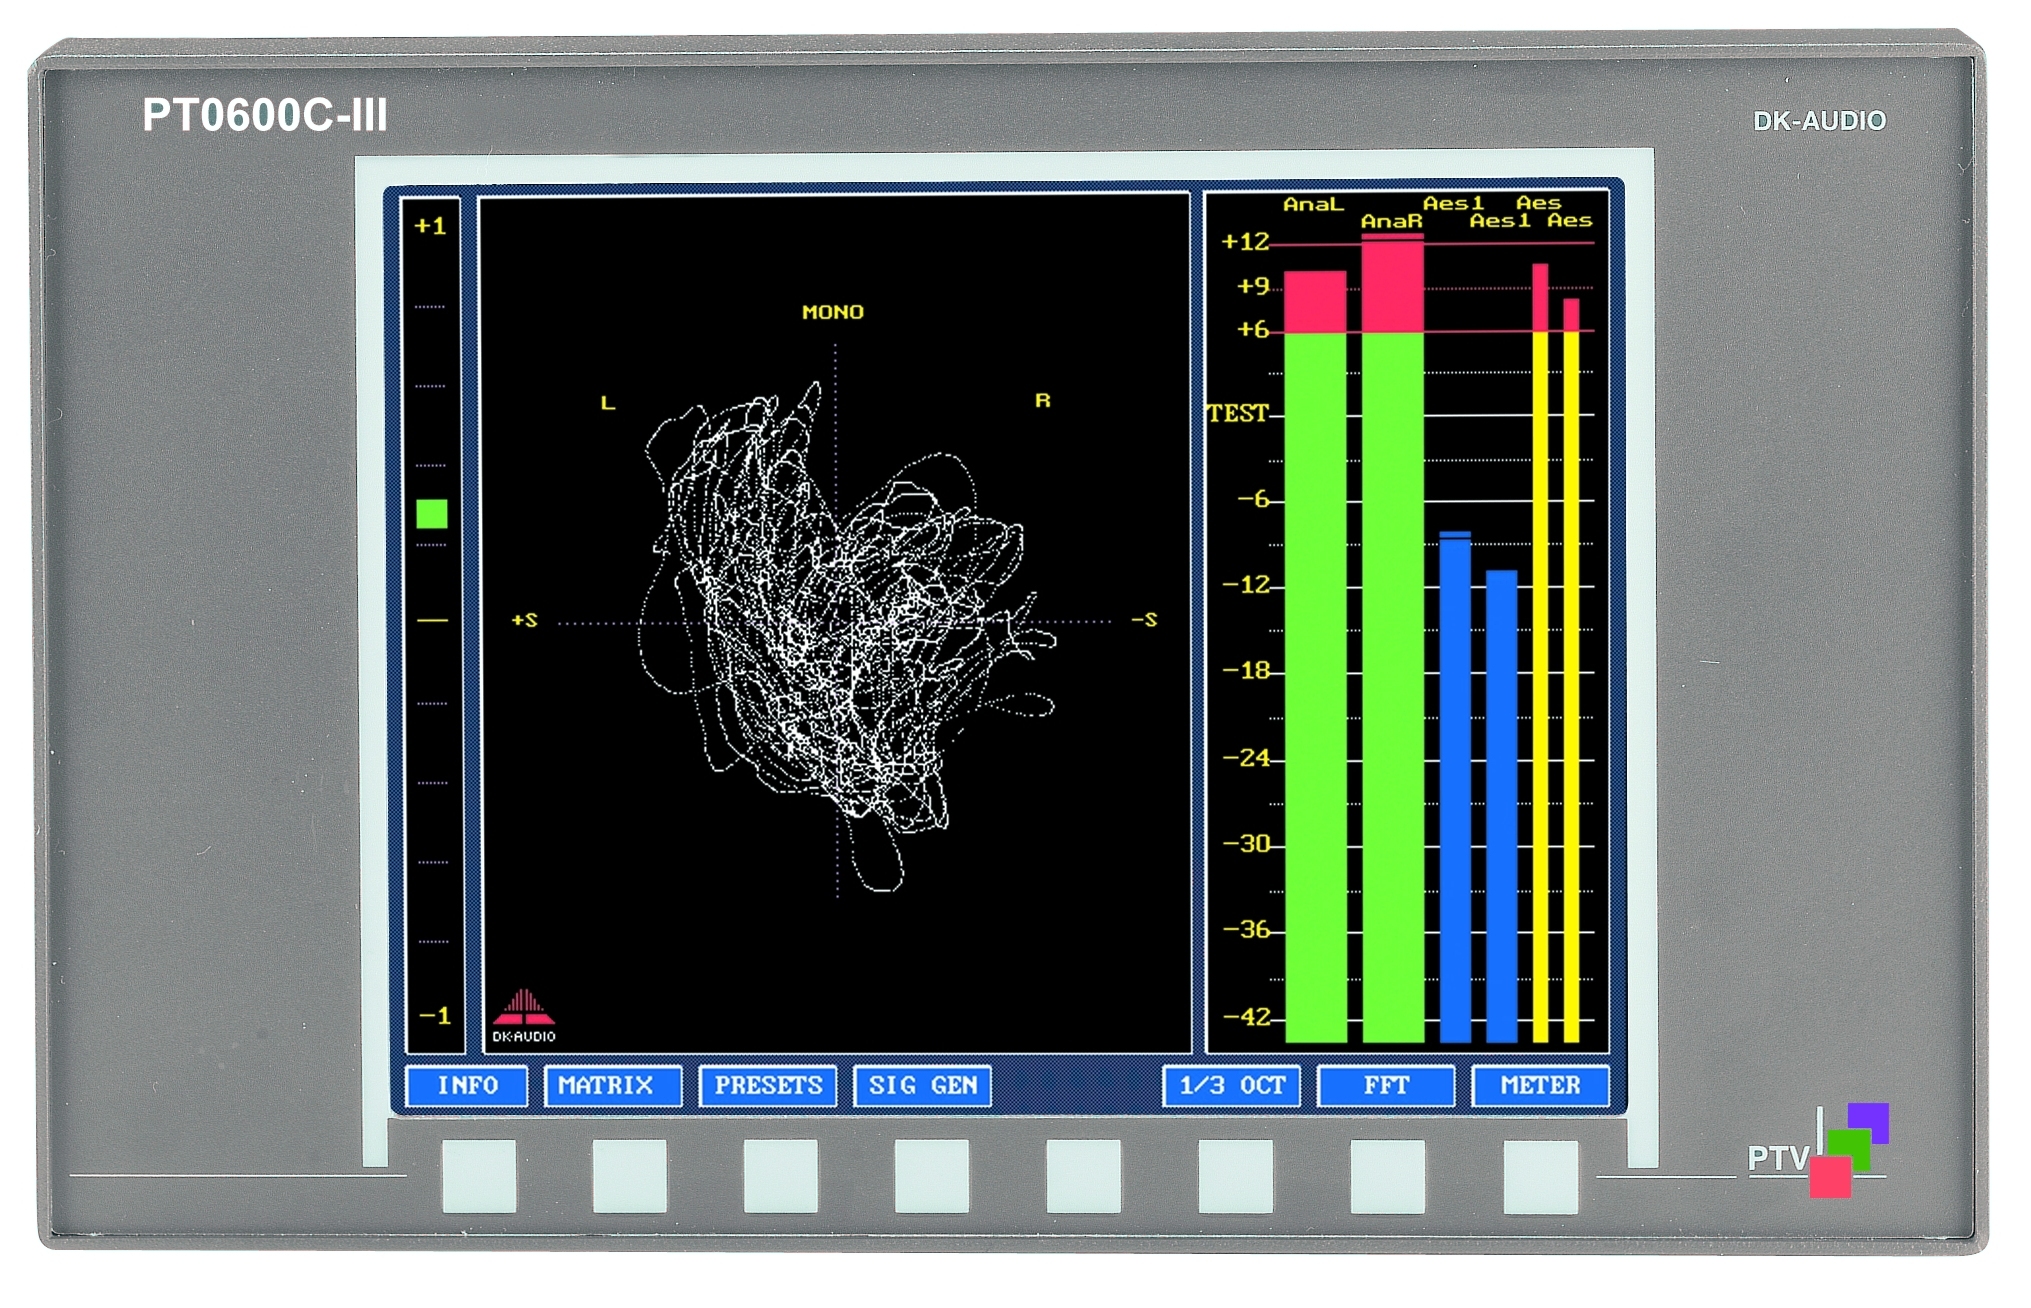 PT0600C-III
DK-AUDIO
+1
-1
MONO
L
R
+S
-S
DK-AUDIO
AnaL
AnaR
Aes1
Aes1
Aes
Aes
+12
+9
+6
TEST
-6
-12
-18
-24
-30
-36
-42
INFO
MATRIX
PRESETS
SIG GEN
1/3 OCT
FFT
METER
PTV